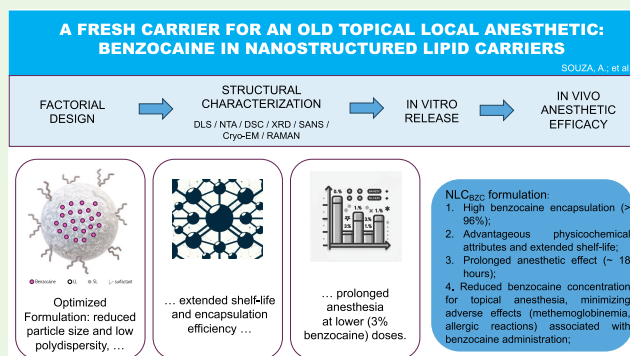 A FRESH CARRIER FOR AN OLD TOPICAL LOCAL ANESTHETIC:
BENZOCAINE IN NANOSTRUCTURED LIPID CARRIERS
SOUZA, A.; et al
FACTORIAL
DESIGN
STRUCTURAL
CHARACTERIZATION
DLS / NTA / DSC / XRD / SANS /
Cryo-EM / RAMAN
IN VITRO
RELEASE
IN VIVO
ANESTHETIC
EFFICACY
Benzocaine LL SL surfactant
Optimized
Formulation: reduced
particle size and low
polydispersity, …
… extended shelf-life
and encapsulation
efficiency …
… prolonged
anesthesia
at lower (3%
benzocaine) doses.
NLCBZC formulation:
1. High benzocaine encapsulation (>
96%);
2. Advantageous physicochemical
attributes and extended shelf-life;
3. Prolonged anesthetic effect (~ 18
hours);
4. Reduced benzocaine concentration
for topical anesthesia, minimizing
adverse effects (methemoglobinemia,
allergic reactions) associated with
benzocaine administration;